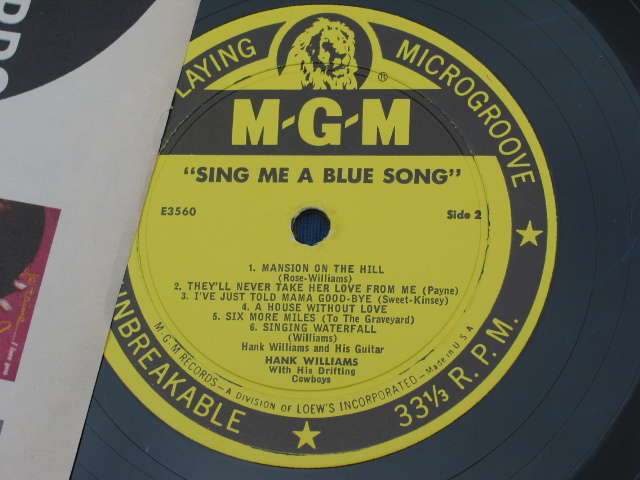 LAYING MICROGROOVE
®
M-G-M
"SING ME A BLUE SONG"
E3560 Side 2
1. MANSION ON THE HILL
(Rose-Williams)
2. THEY'LL NEVER TAKE HER LOVE FROM ME (Payne)
3. I'VE JUST TOLD MAMA GOOD-BYE (Sweet-Kinsey)
4. A HOUSE WITHOUT LOVE
5. SIX MORE MILES (To The Graveyard)
6. SINGING WATERFALL
(Williams)
Hank Williams and His Guitar
HANK WILLIAMS
With His Drifting
Cowboys
M-G-M RECORDS – A DIVISION OF LOEW'S INCORPORATED – Made in U.S.A
NBREAKABLE 33⅓ R.P.M.